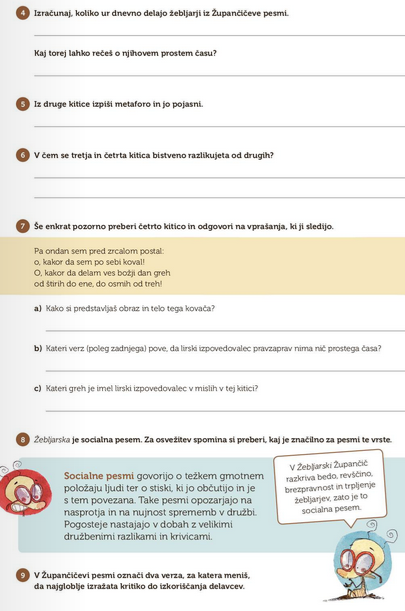 4 Izračunaj, koliko ur dnevno delajo žebljarji iz Župančičeve pesmi.
Kaj torej lahko rečeš o njihovem prostem času?
5 Iz druge kitice izpiši metaforo in jo pojasni.
6 V čem se tretja in četrta kitica bistveno razlikujeta od drugih?
7 Še enkrat pozorno preberi četrto kitico in odgovori na vprašanja, ki ji sledijo.
Pa ondan sem pred zrcalom postal:
o, kakor da sem po sebi koval!
O, kakor da delam ves božji dan greh
od štirih do ene, do osmih od treh!
a) Kako si predstavljaš obraz in telo tega kovača?
b) Kateri verz (poleg zadnjega) pove, da lirski izpovedovalec pravzaprav nima nič prostega časa?
c) Kateri greh je imel lirski izpovedovalec v mislih v tej kitici?
8 Žebljarska je socialna pesem. Za osvežitev spomina si preberi, kaj je značilno za pesmi te vrste.
Socialne pesmi govorijo o težkem gmotnem
položaju ljudi ter o stiski, ki jo občutijo in je
s tem povezana. Take pesmi opozarjajo na
nasprotja in na nujnost sprememb v družbi.
Pogosteje nastajajo v dobah z velikimi
družbenimi razlikami in krivicami.
V Žebljarski Župančič
razkriva bedo, revščino,
brezpravnost in trpljenje
žebljarjev, zato je to
socialna pesem.
9 V Župančičevi pesmi označi dva verza, za katera meniš,
da najgloblje izražata kritiko do izkoriščanja delavcev.